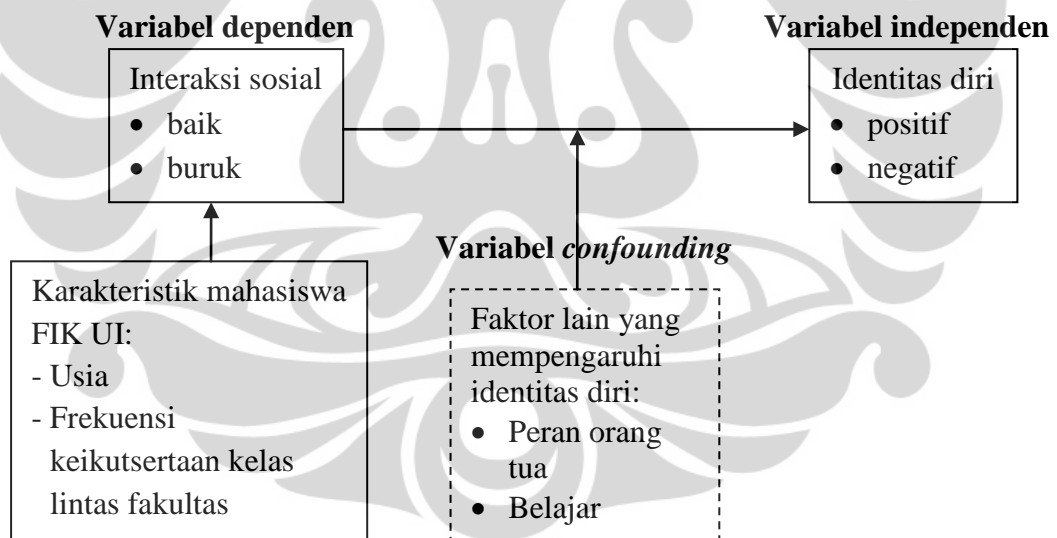 Variabel dependen
Variabel independen
Interaksi sosial
• baik
• buruk
Identitas diri
• positif
• negatif
Variabel confounding
Karakteristik mahasiswa
FIK UI:
- Usia
- Frekuensi
keikutsertaan kelas
lintas fakultas
Faktor lain yang
mempengaruhi
identitas diri:
• Peran orang
tua
• Belajar